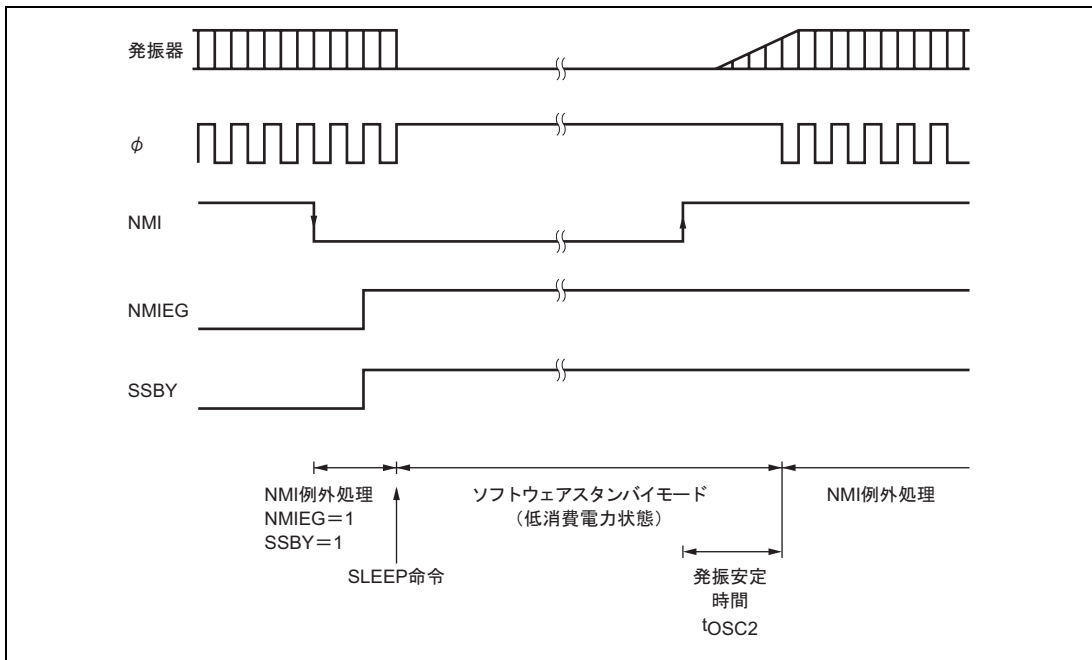 発振器
φ
NMI
NMIEG
SSBY
NMI例外処理
NMIEG＝1
SSBY＝1
SLEEP命令
ソフトウェアスタンバイモード
（低消費電力状態）
発振安定
時間
tOSC2
NMI例外処理